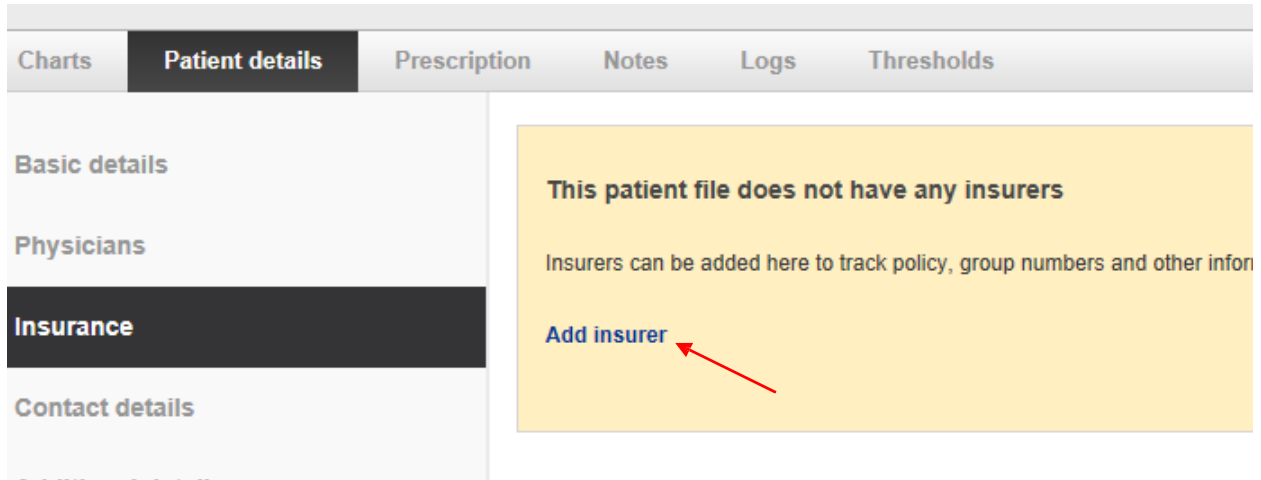 Charts Patient details Prescription Notes Logs Thresholds
Basic details
Physicians
Insurance
Contact details
This patient file does not have any insurers
Insurers can be added here to track policy, group numbers and other
Add insurer